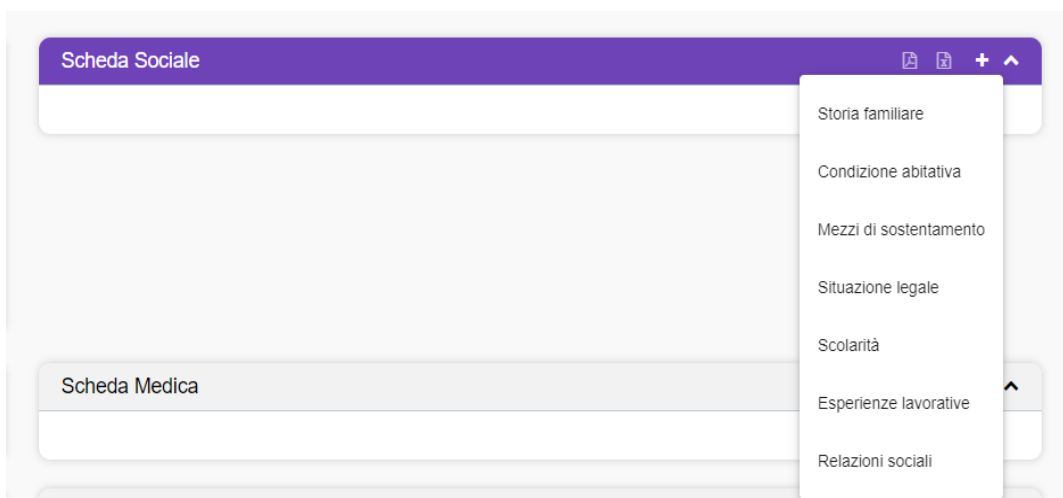 Scheda Sociale
Storia familiare
Condizione abitativa
Mezzi di sostentamento
Situazione legale
Scolarità
Scheda Medica
Esperienze lavorative
Relazioni sociali